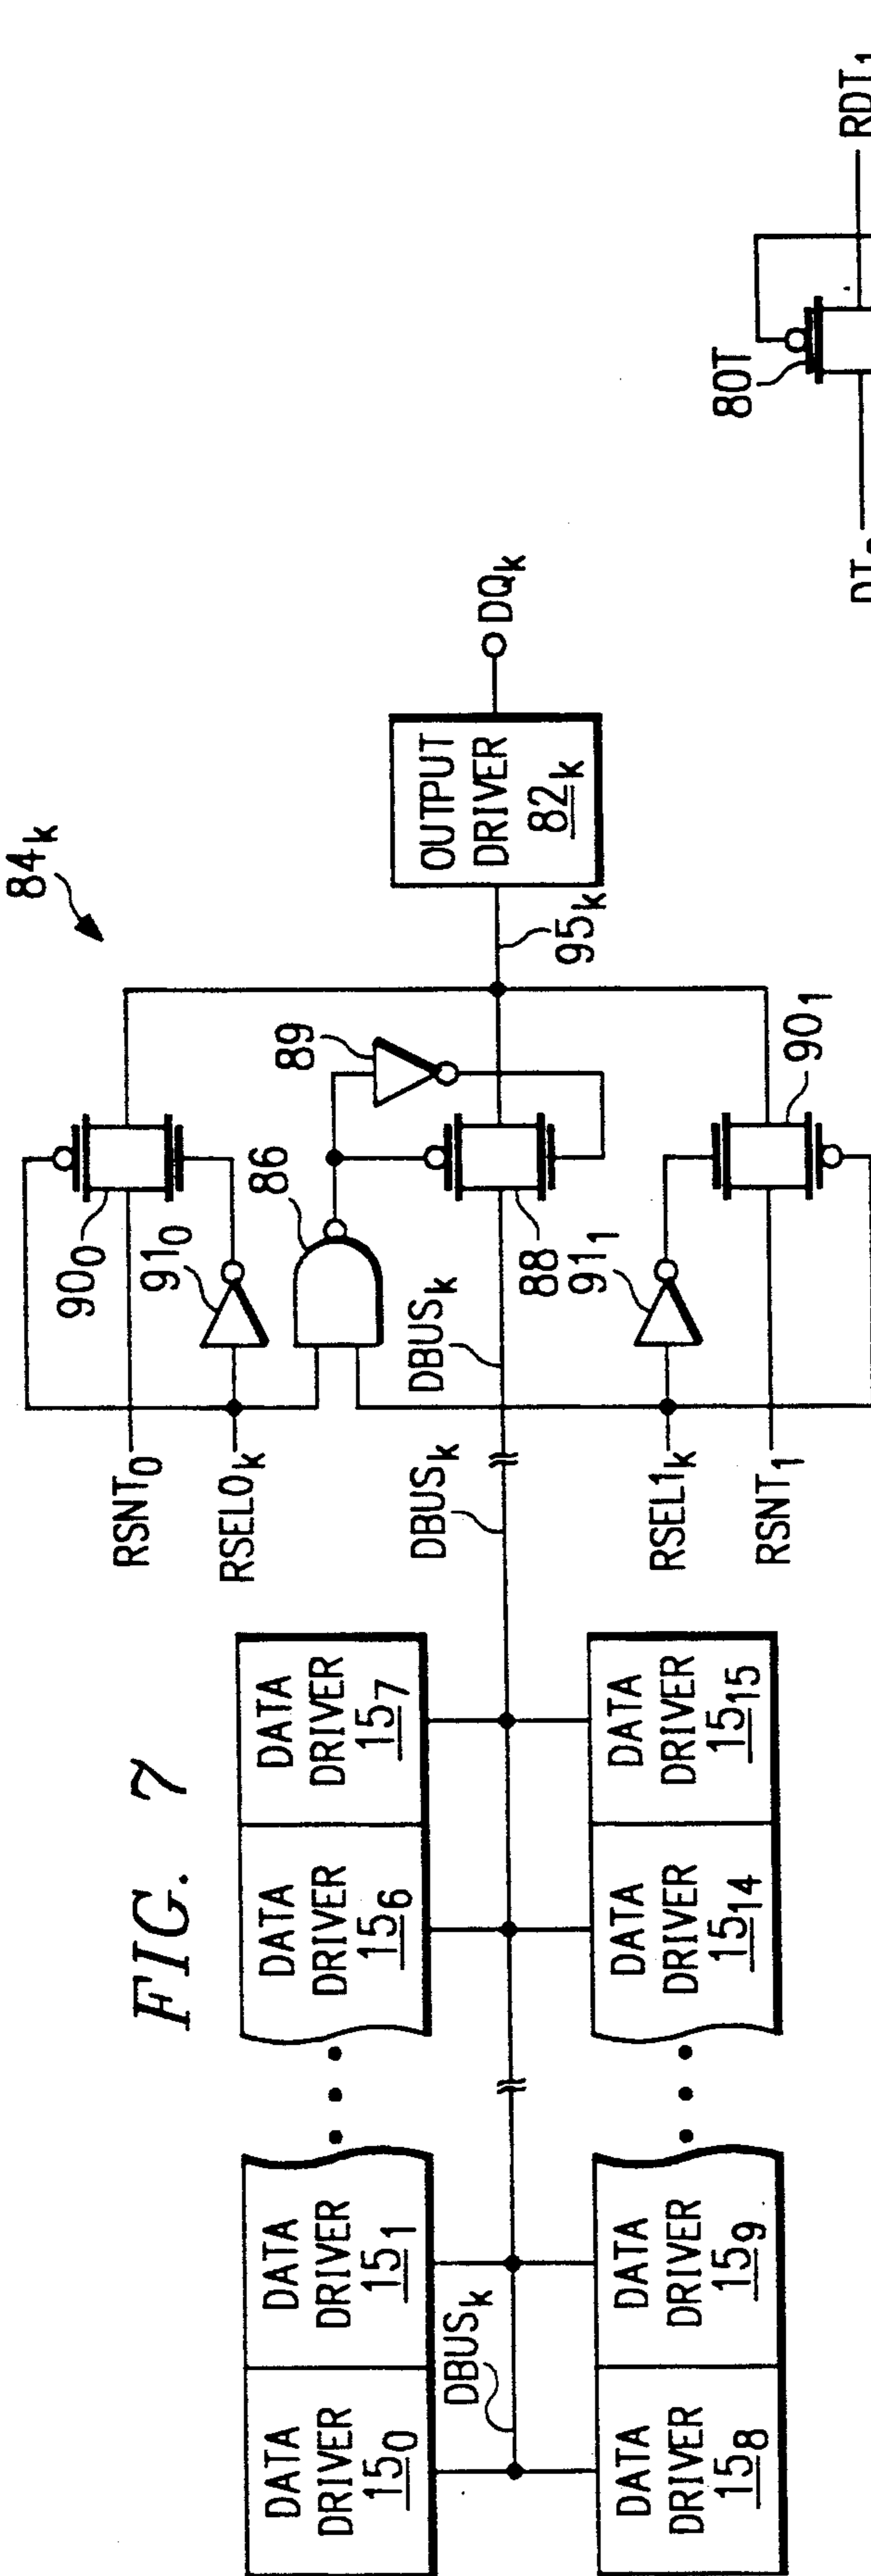 FIG. 7
84k
RSNT0
RSEL0k
900
910
86
89
DBUSk
DBUSk
88
911
RSEL1k
RSNT1
901
95k
OUTPUT
DRIVER
82k
DQk
DATA
DRIVER
150
DATA
DRIVER
151
DATA
DRIVER
156
DATA
DRIVER
157
DBUSk
DATA
DRIVER
158
DATA
DRIVER
159
DATA
DRIVER
1514
DATA
DRIVER
1515
80T
RDT1